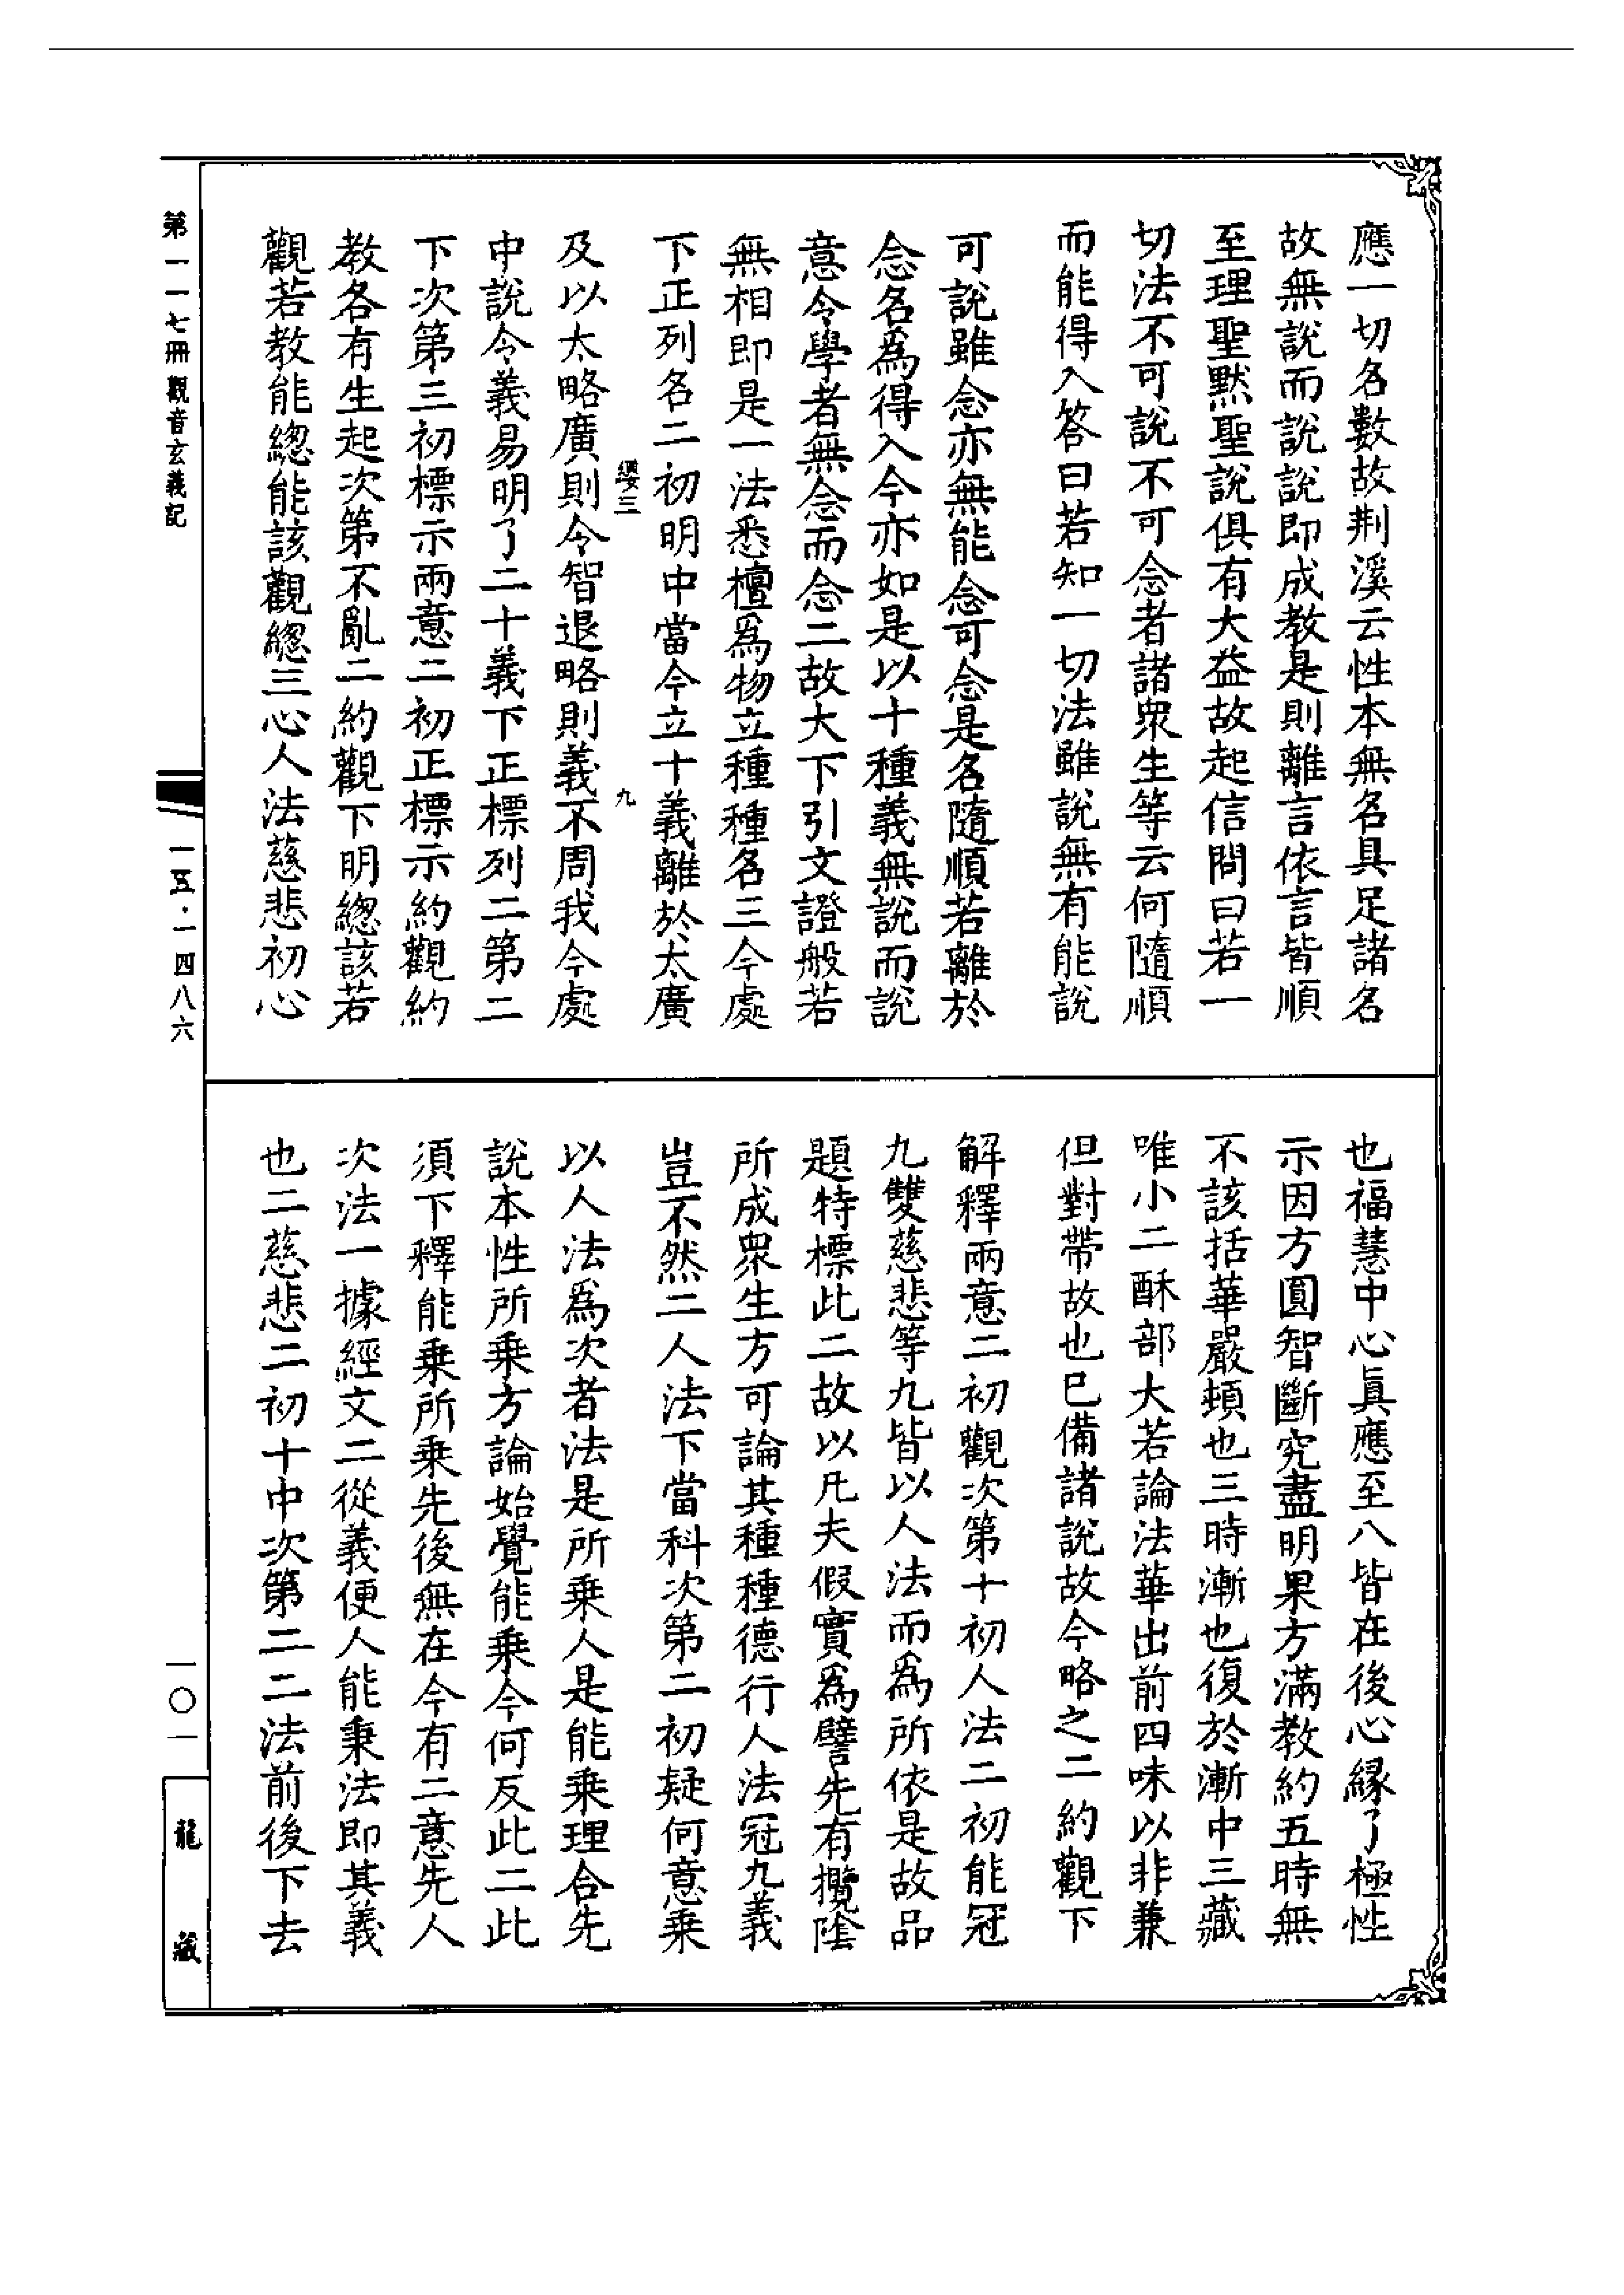 應一切名數故荆溪云性本無名具足諸名
故無説而説説即成教是則離言依言皆順
至理聖默聖説俱有大益故起信問曰若一
切法不可説不可念者諸衆生等云何隨順
而能得入答曰若知一切法雖説無有能説
可説雖念亦無能念可念是名隨順若離於
念名爲得入今亦如是以十種義無説而説
意令學者無念而念二故大下引文證般若
無相即是一法悉檀爲物立種種名三今處
下正列名二初明中當今立十義離於太廣
纓三
九
及以太略廣則令智退略則義不周我今處
中説令義易明了二十義下正標列二第二
下次第三初標示兩意二初正標示約觀約
教各有生起次第不亂二約觀下明總該若
觀若教能總能該觀總三心人法慈悲初心
也福慧中心眞應至八皆在後心緣了極性
示因方圓智斷究盡明果方滿教約五時無
不該括華嚴頓也三時漸也復於漸中三藏
唯小二酥部大若論法華出前四味以非兼
但對帶故也已備諸説故今略之二約觀下
解釋兩意二初觀次第十初人法二初能冠
九雙慈悲等九皆以人法而爲所依是故品
題特標此二故以凡夫假實爲譬先有攬陰
所成衆生方可論其種種德行人法冠九義
豈不然二人法下當科次第二初疑何意乗
以人法爲次者法是所乗人是能乗理合先
説本性所乗方論始覺能乗今何反此二此
須下釋能乗所乗先後無在今有二意先人
次法一據經文二從義便人能秉法即其義
也二慈悲二初十中次第二二法前後下去
第一一七冊 觀音玄義記
一五·一四八六
一〇一
龍藏